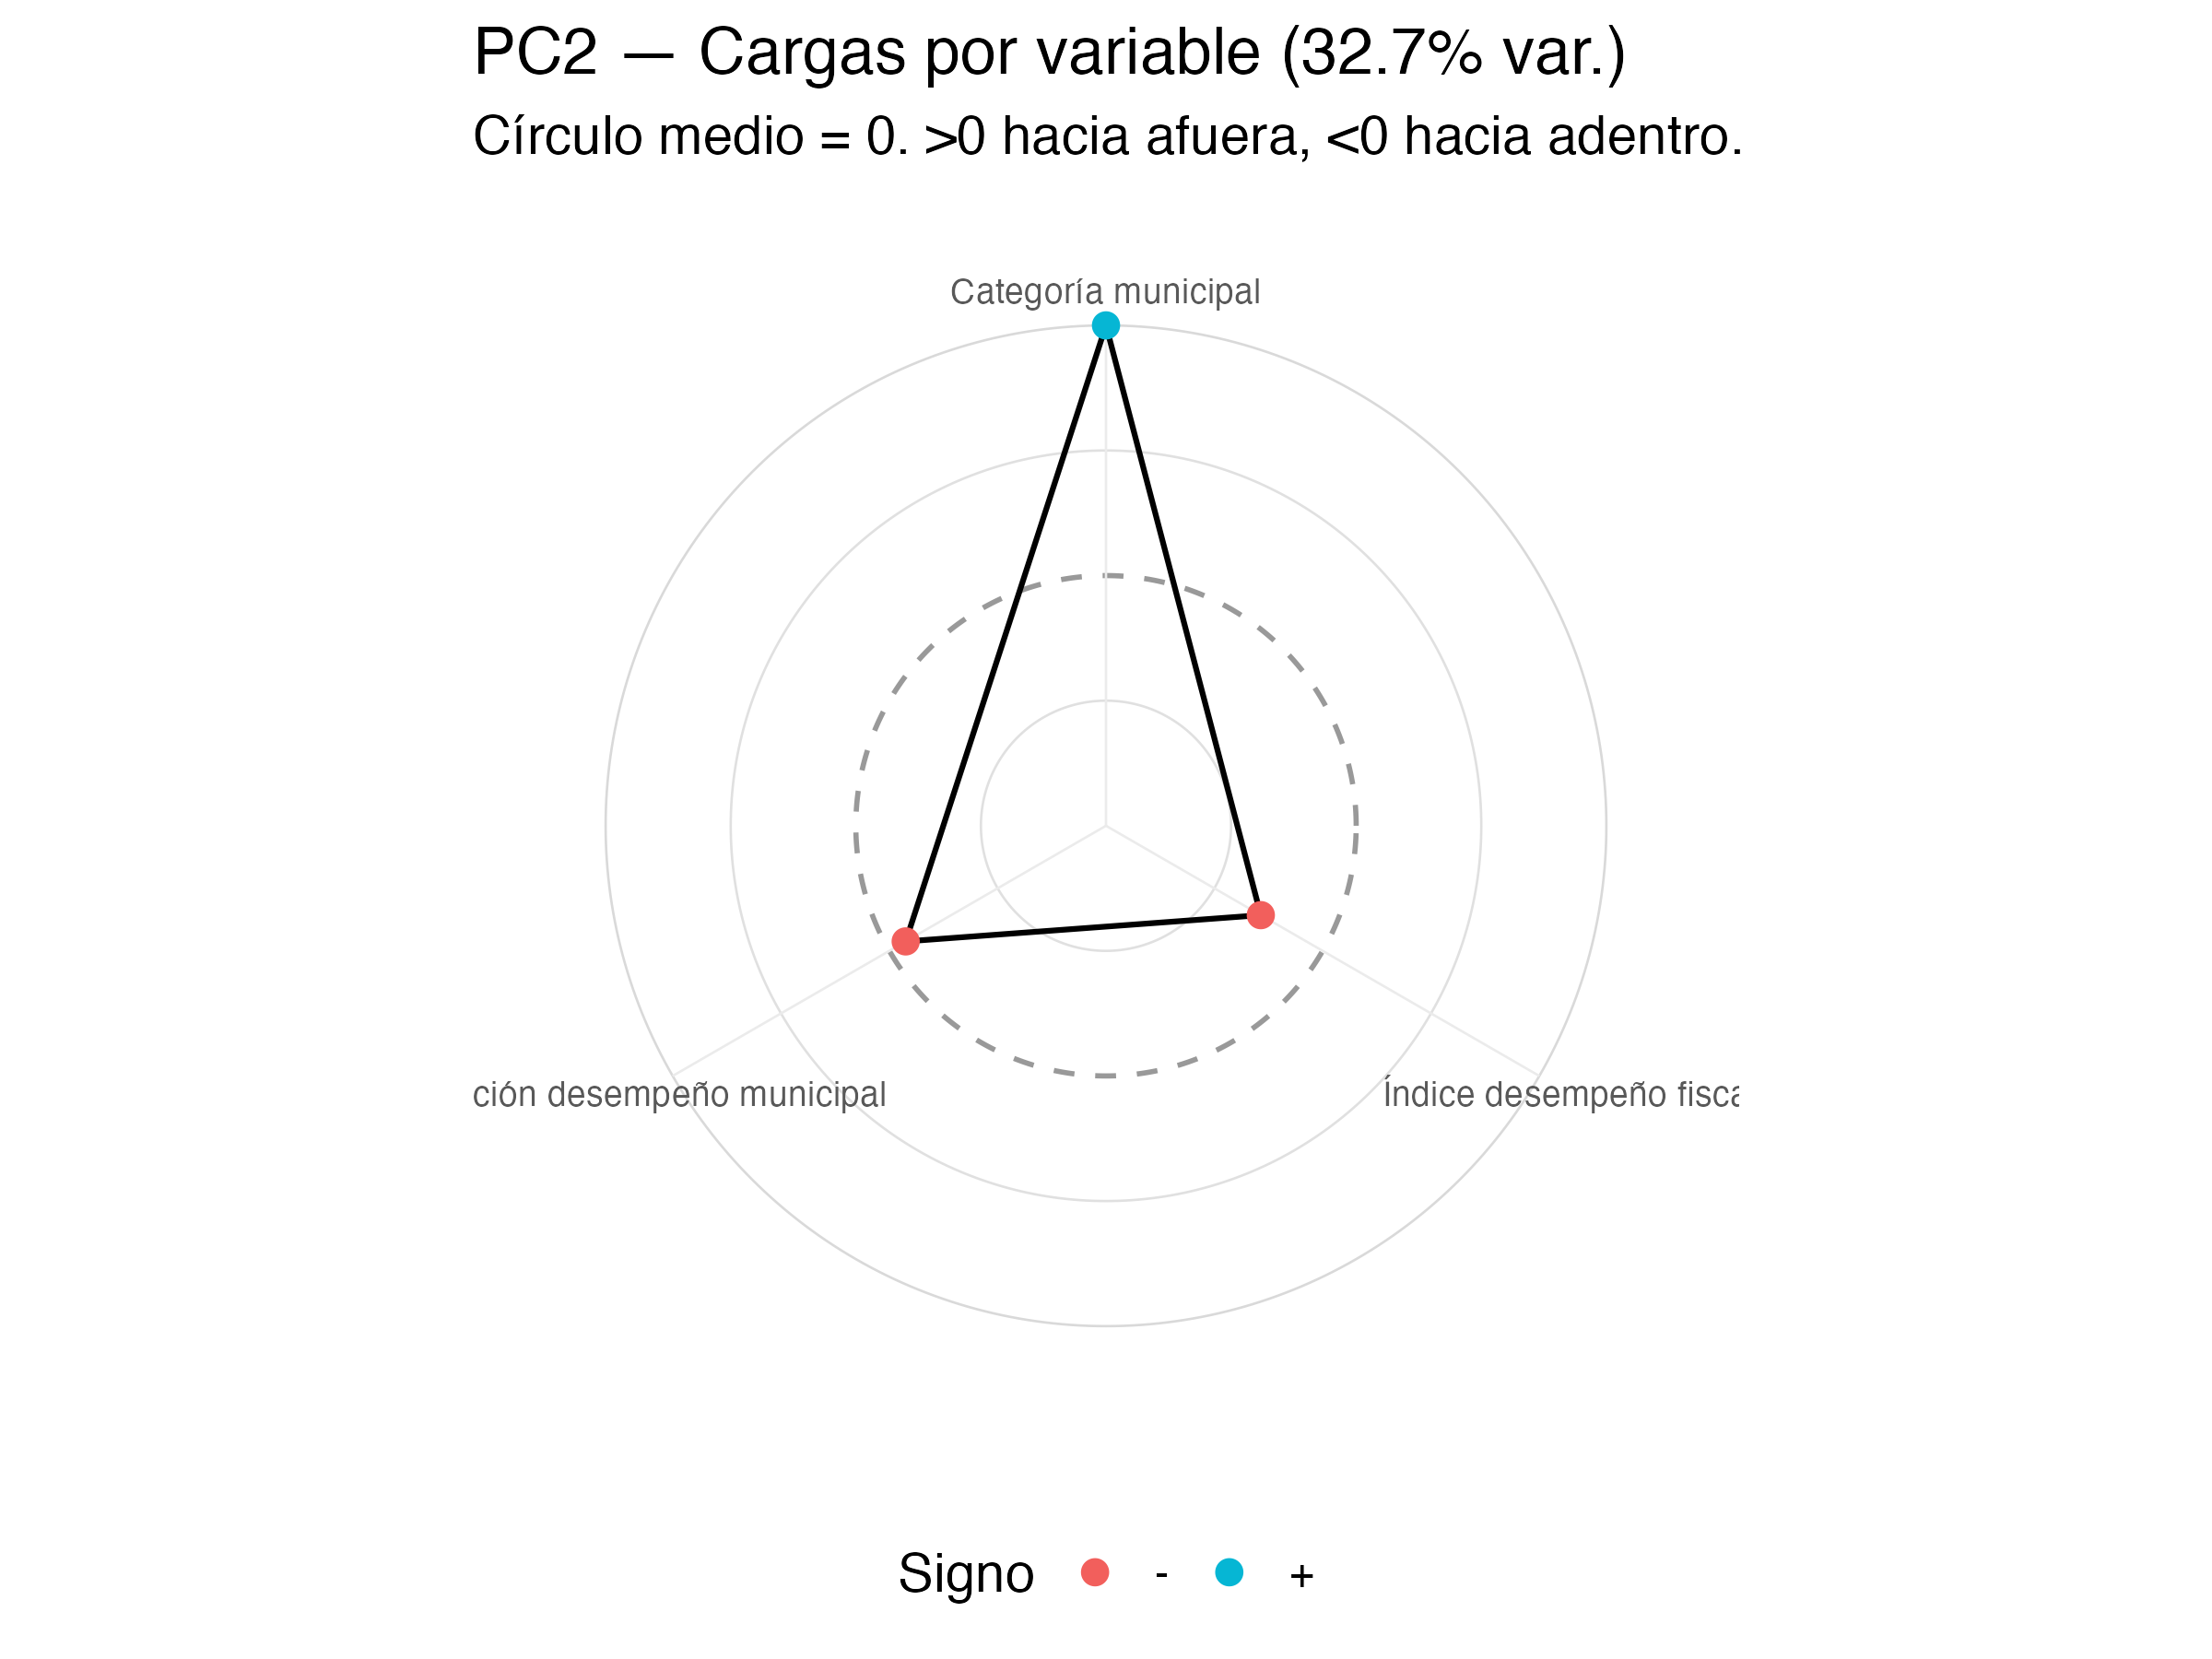 PC2 — Cargas por variable (32.7% var.)
Círculo medio = 0. >0 hacia afuera, <0 hacia adentro.
Categoría municipal
ción desempeño municipal
Índice desempeño fisca
Signo - +